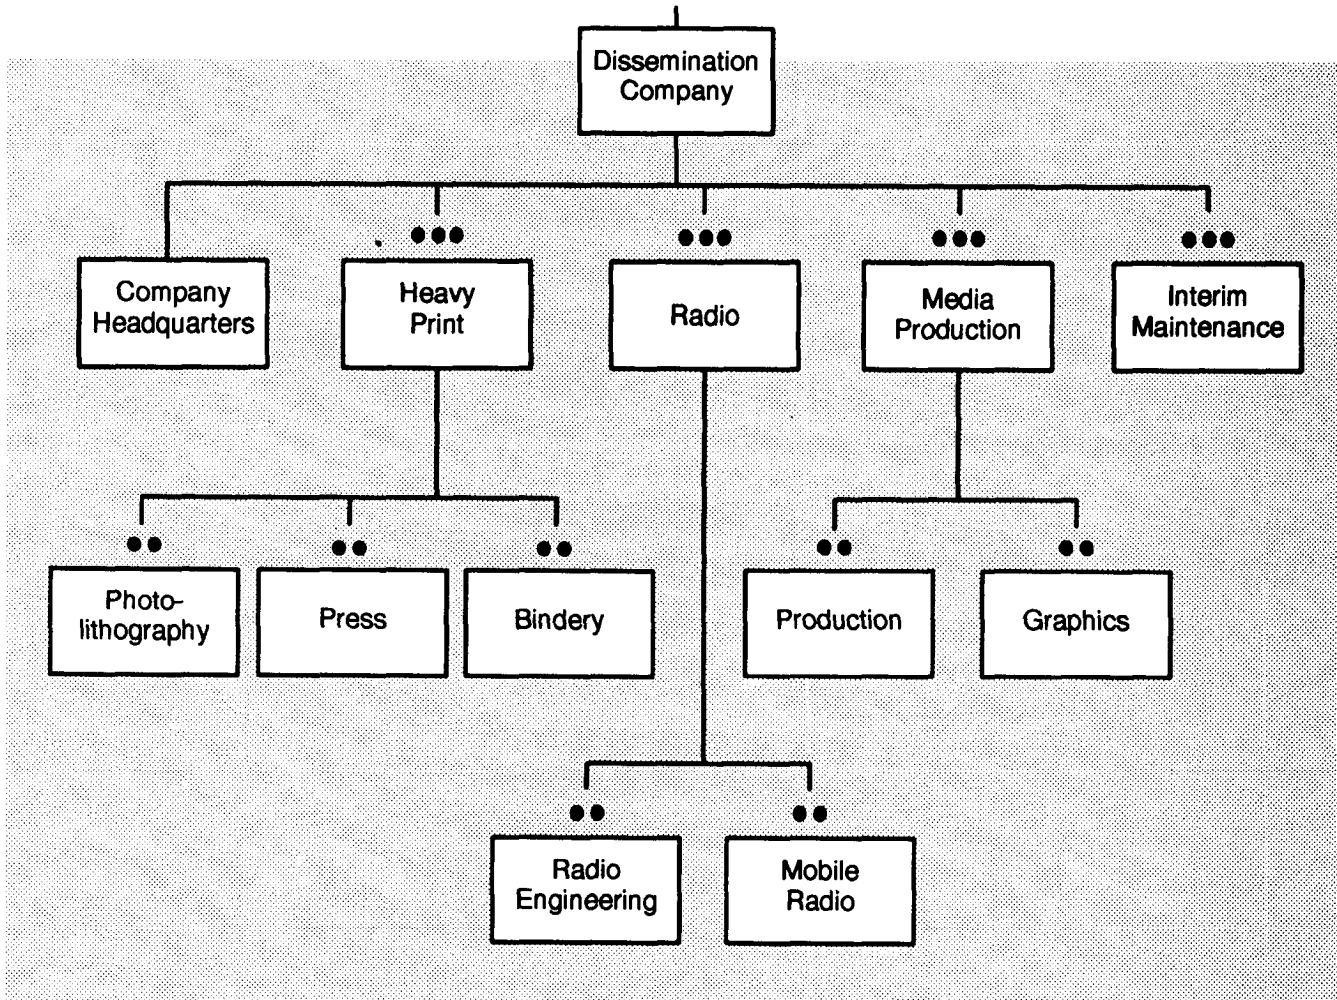 Dissemination
Company
Company
Headquarters
Heavy
Print
Radio
Media
Production
Interim
Maintenance
Photo-
lithography
Press
Bindery
Production
Graphics
Radio
Engineering
Mobile
Radio